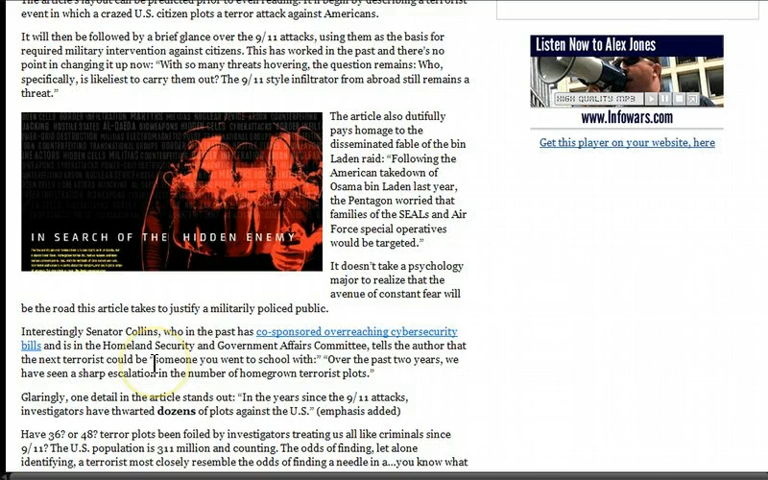 The article's layout can be predicted prior to even reading. It'll begin by describing a terrorist
event in which a crazed U.S. citizen plots a terror attack against Americans.
It will then be followed by a brief glance over the 9/11 attacks, using them as the basis for
required military intervention against citizens. This has worked in the past and there's no
point in changing it up now: “With so many threats hovering, the question remains: Who,
specifically, is likeliest to carry them out? The 9/11 style infiltrator from abroad still remains a
threat.”
The article also dutifully
pays homage to the
disseminated fable of the bin
Laden raid: “Following the
American takedown of
Osama bin Laden last year,
the Pentagon worried that
families of the SEALs and Air
Force special operatives
would be targeted.”
IN SEARCH OF THE HIDDEN ENEMY
It doesn't take a psychology
major to realize that the
avenue of constant fear will
be the road this article takes to justify a militarily policed public.
Interestingly Senator Collins, who in the past has co-sponsored overreaching cybersecurity
bills and is in the Homeland Security and Government Affairs Committee, tells the author that
the next terrorist could be “someone you went to school with:” “Over the past two years, we
have seen a sharp escalation in the number of homegrown terrorist plots.”
Glaringly, one detail in the article stands out: “In the years since the 9/11 attacks,
investigators have thwarted dozens of plots against the U.S.” (emphasis added)
Have 36? or 48? terror plots been foiled by investigators treating us all like criminals since
9/11? The U.S. population is 311 million and counting. The odds of finding, let alone
identifying, a terrorist most closely resemble the odds of finding a needle in a…you know what
Listen Now to Alex Jones
HIGH QUALITY MP3
www.Infowars.com
Get this player on your website, here